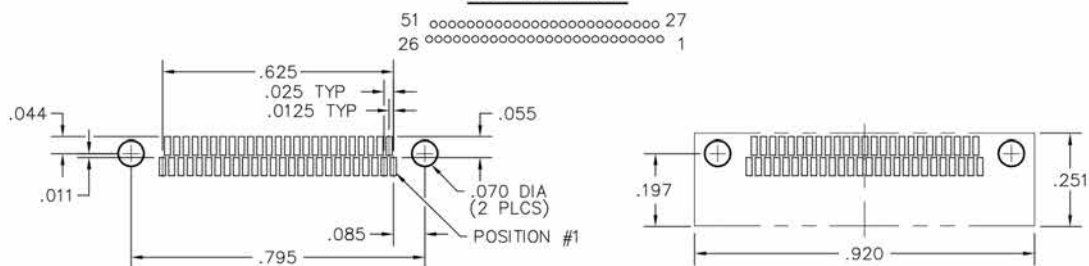 51 27
26 1
.625
.025 TYP
.0125 TYP
.044
.055
.011
.070 DIA
(2 PLCS)
.085
POSITION #1
.795
.197
.251
.920